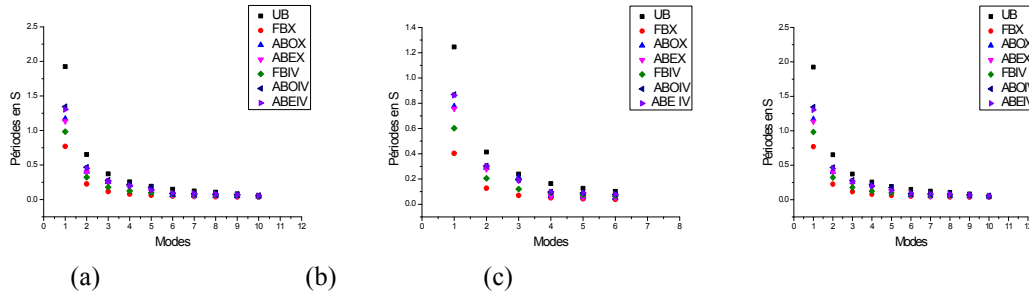 UB
FBX
ABOX
ABEX
FBIV
ABOIV
ABEIV
2.5
2.0
1.5
1.0
0.5
0.0
Périodes en S
0 1 2 3 4 5 6 7 8 9 10 11 12
Modes
UB
FBX
ABOX
ABEX
FBIV
ABOIV
ABE IV
1.4
1.2
1.0
0.8
0.6
0.4
0.2
0.0
Périodes en S
0 1 2 3 4 5 6 7 8
Modes
UB
FBX
ABOX
ABEX
FBIV
ABOIV
ABEIV
2.5
2.0
1.5
1.0
0.5
0.0
Périodes en S
0 1 2 3 4 5 6 7 8 9 10 11 12
Modes
(a) (b) (c)